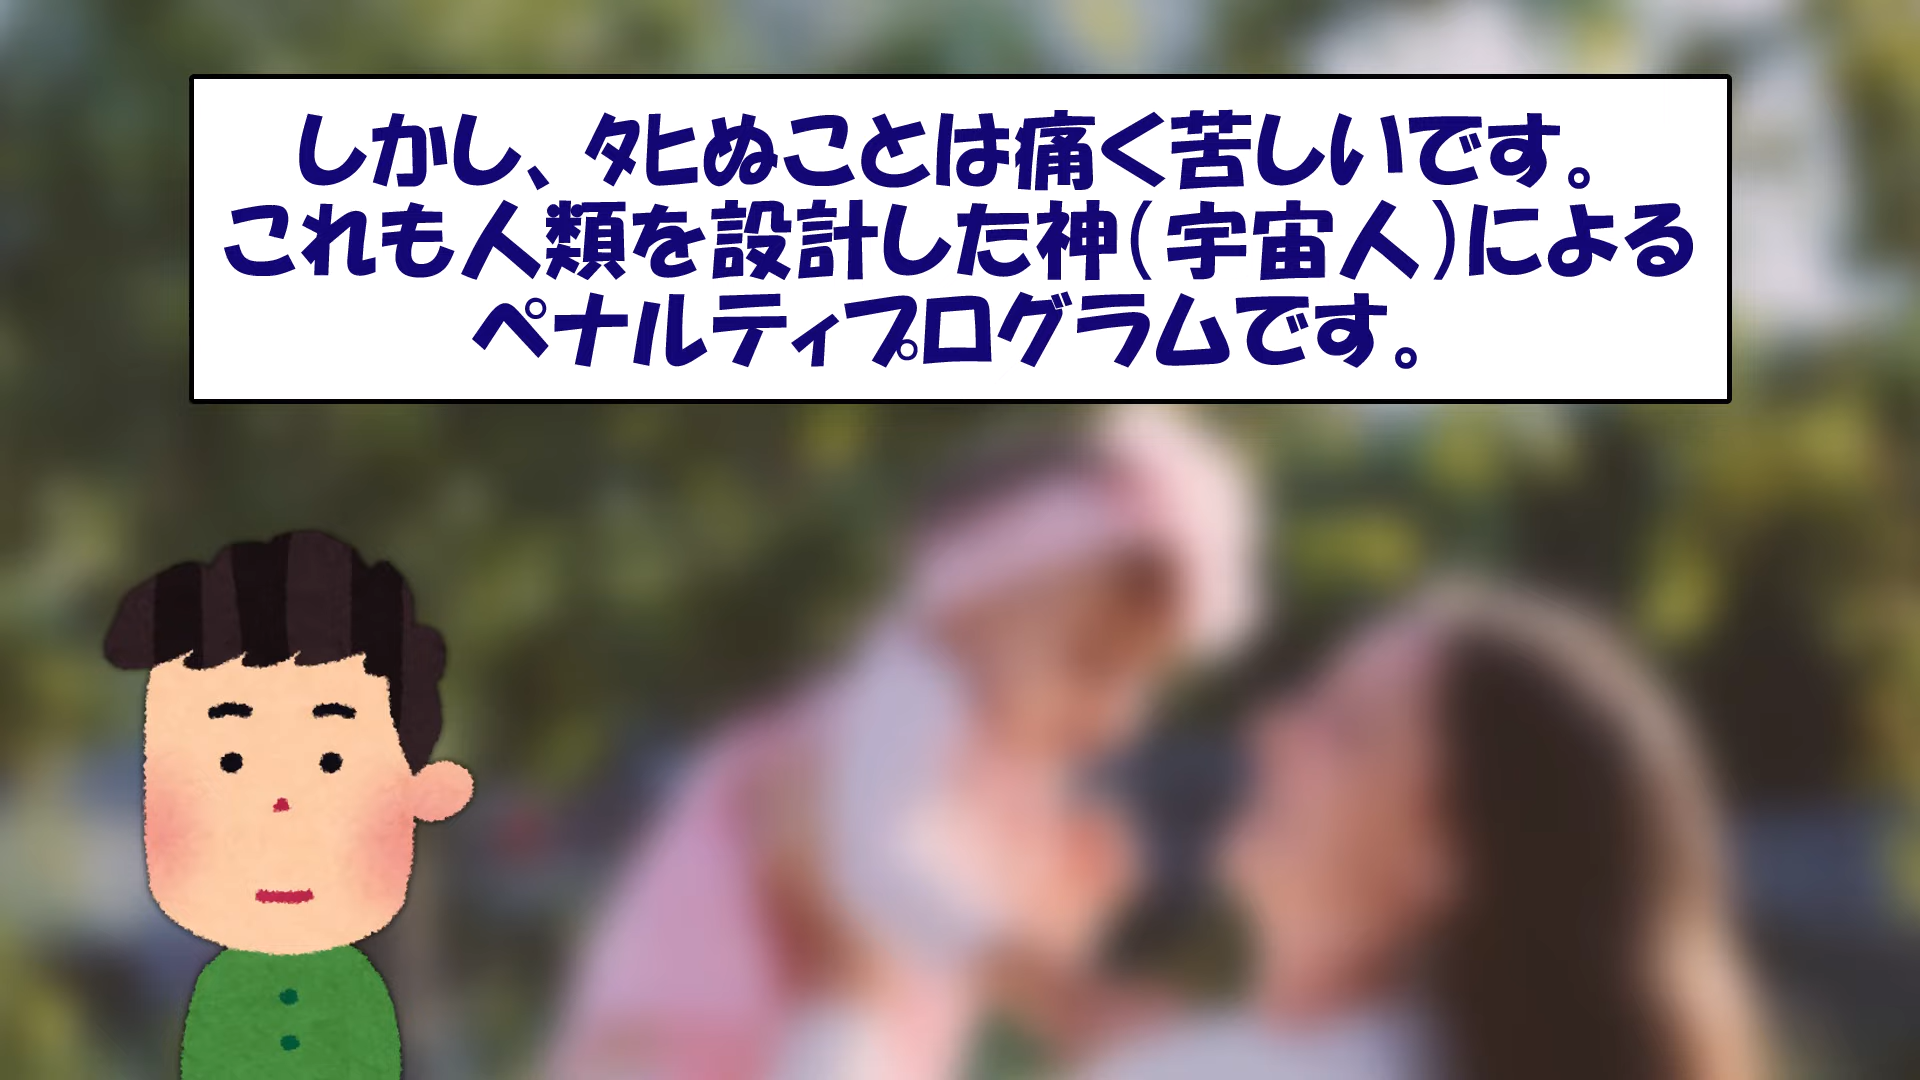 しかし、ﾀﾋぬことは痛く苦しいです。
これも人類を設計した神(宇宙人)による
ペナルティプログラムです。